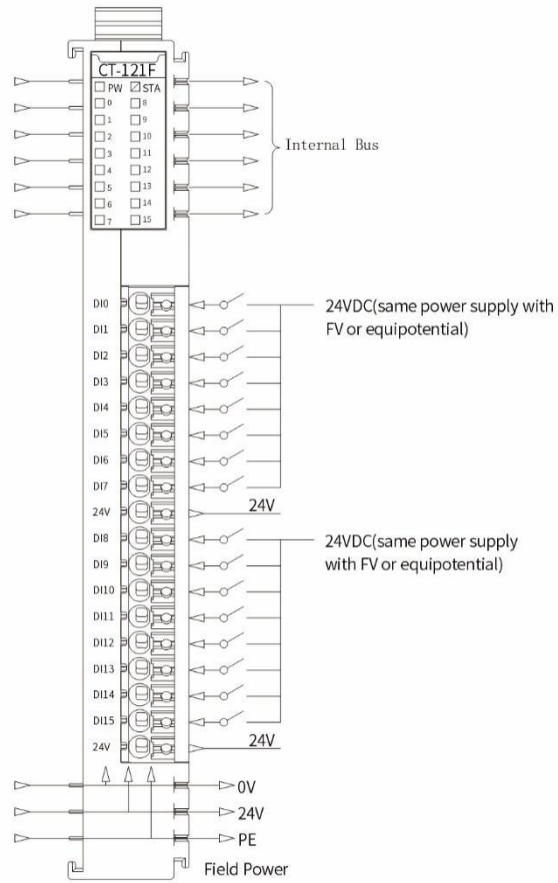 CT-121F
PW STA
0 8
1 9
2 10
3 11
4 12
5 13
6 14
7 15
Internal Bus
DI0
24VDC(same power supply with
FV or equipotential)
DI1
DI2
DI3
DI4
DI5
DI6
DI7
24V 24V
DI8
24VDC(same power supply
with FV or equipotential)
DI9
DI10
DI11
DI12
DI13
DI14
DI15
24V 24V
0V
24V
PE
Field Power